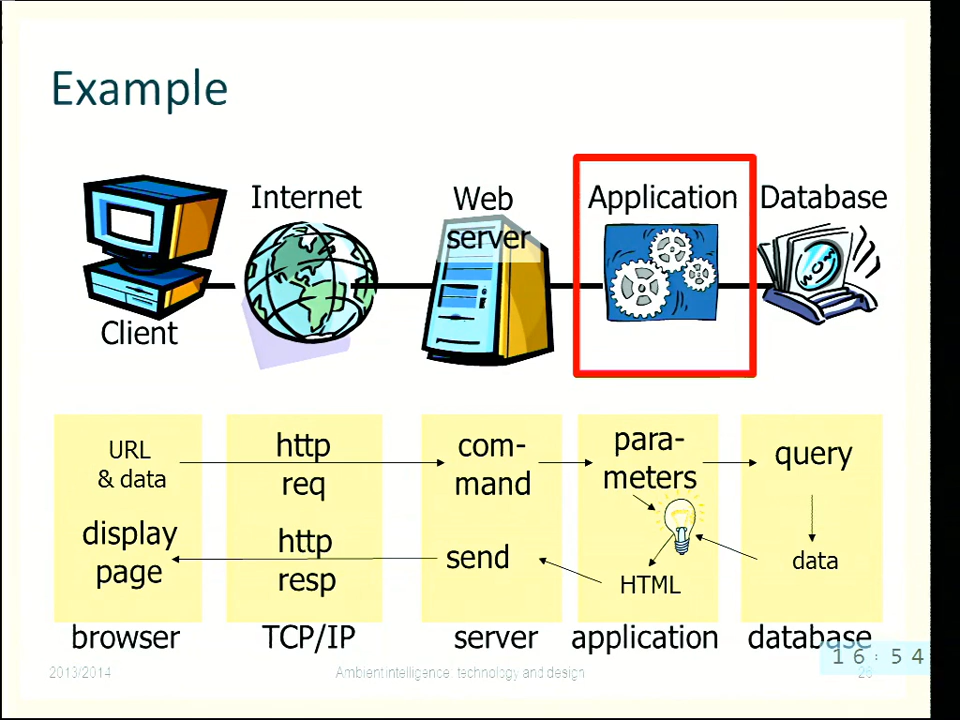 Example
Internet
Web
server
Application
Database
Client
URL
& data
http
req
com-
mand
para-
meters
query
display
page
http
resp
send
HTML
data
browser
TCP/IP
server
application
database
16:54
2013/2014
Ambient intelligence: technology and design